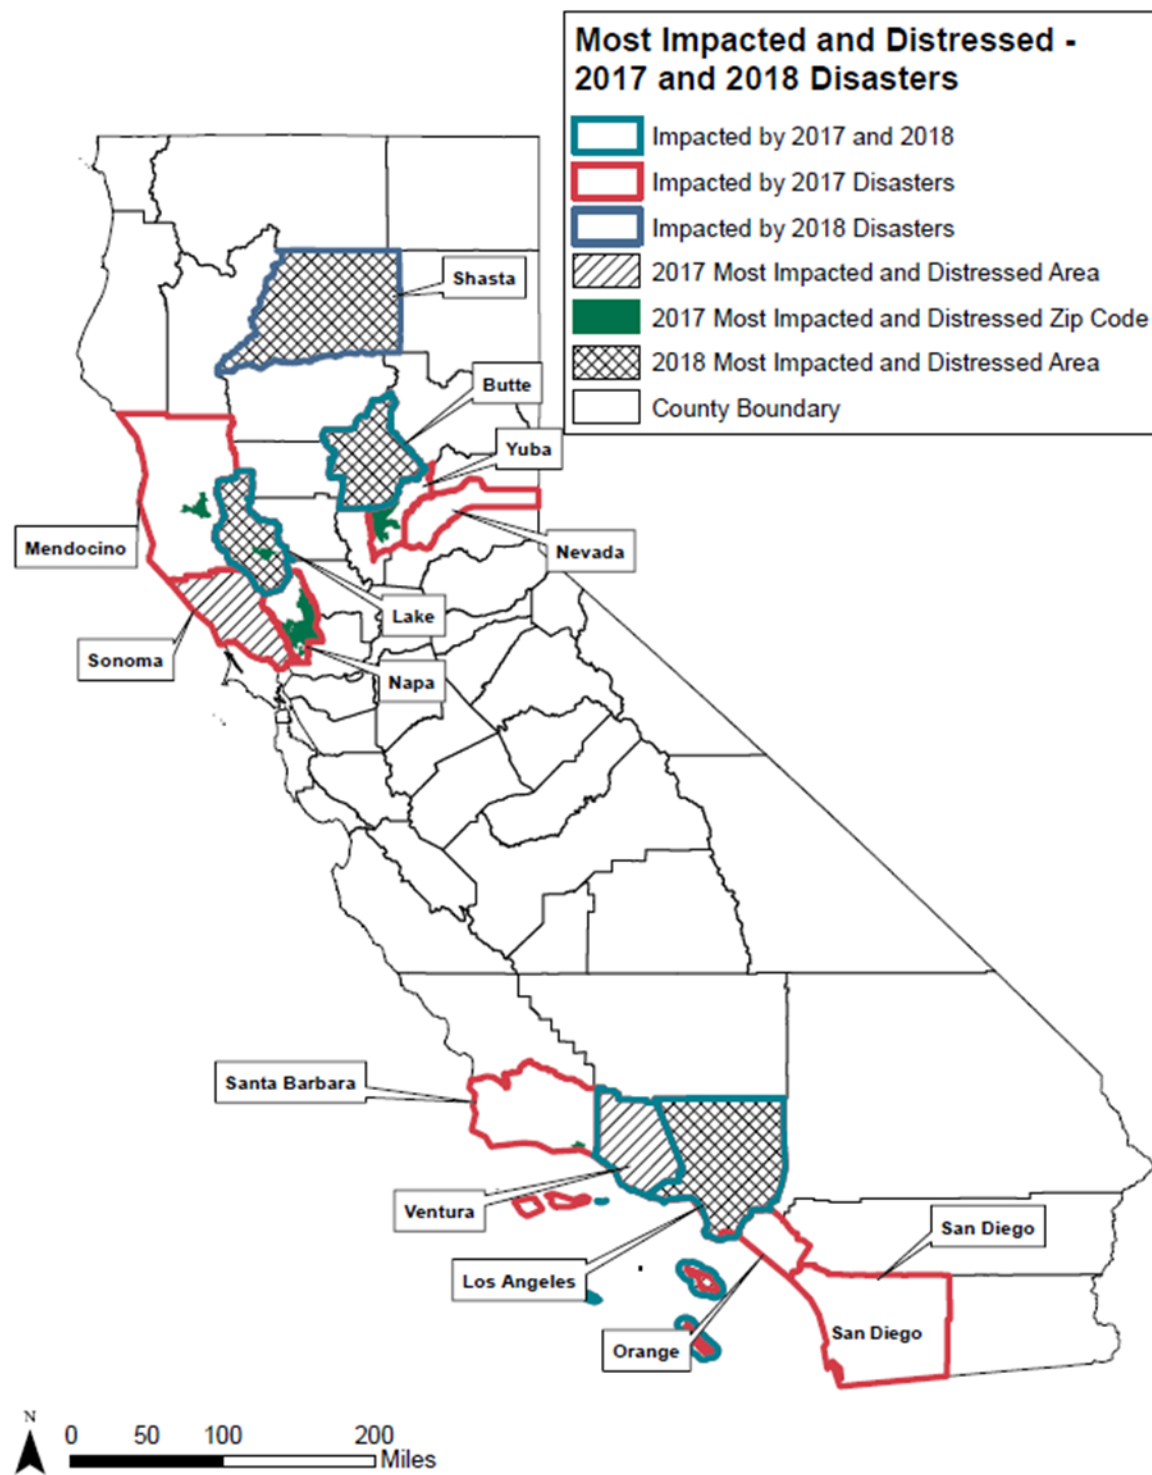 Most Impacted and Distressed -
2017 and 2018 Disasters
Impacted by 2017 and 2018
Impacted by 2017 Disasters
Impacted by 2018 Disasters
2017 Most Impacted and Distressed Area
2017 Most Impacted and Distressed Zip Code
2018 Most Impacted and Distressed Area
County Boundary
Shasta
Butte
Yuba
Mendocino
Nevada
Lake
Sonoma
Napa
Santa Barbara
Ventura
San Diego
Los Angeles
San Diego
Orange
N
0 50 100 200
Miles